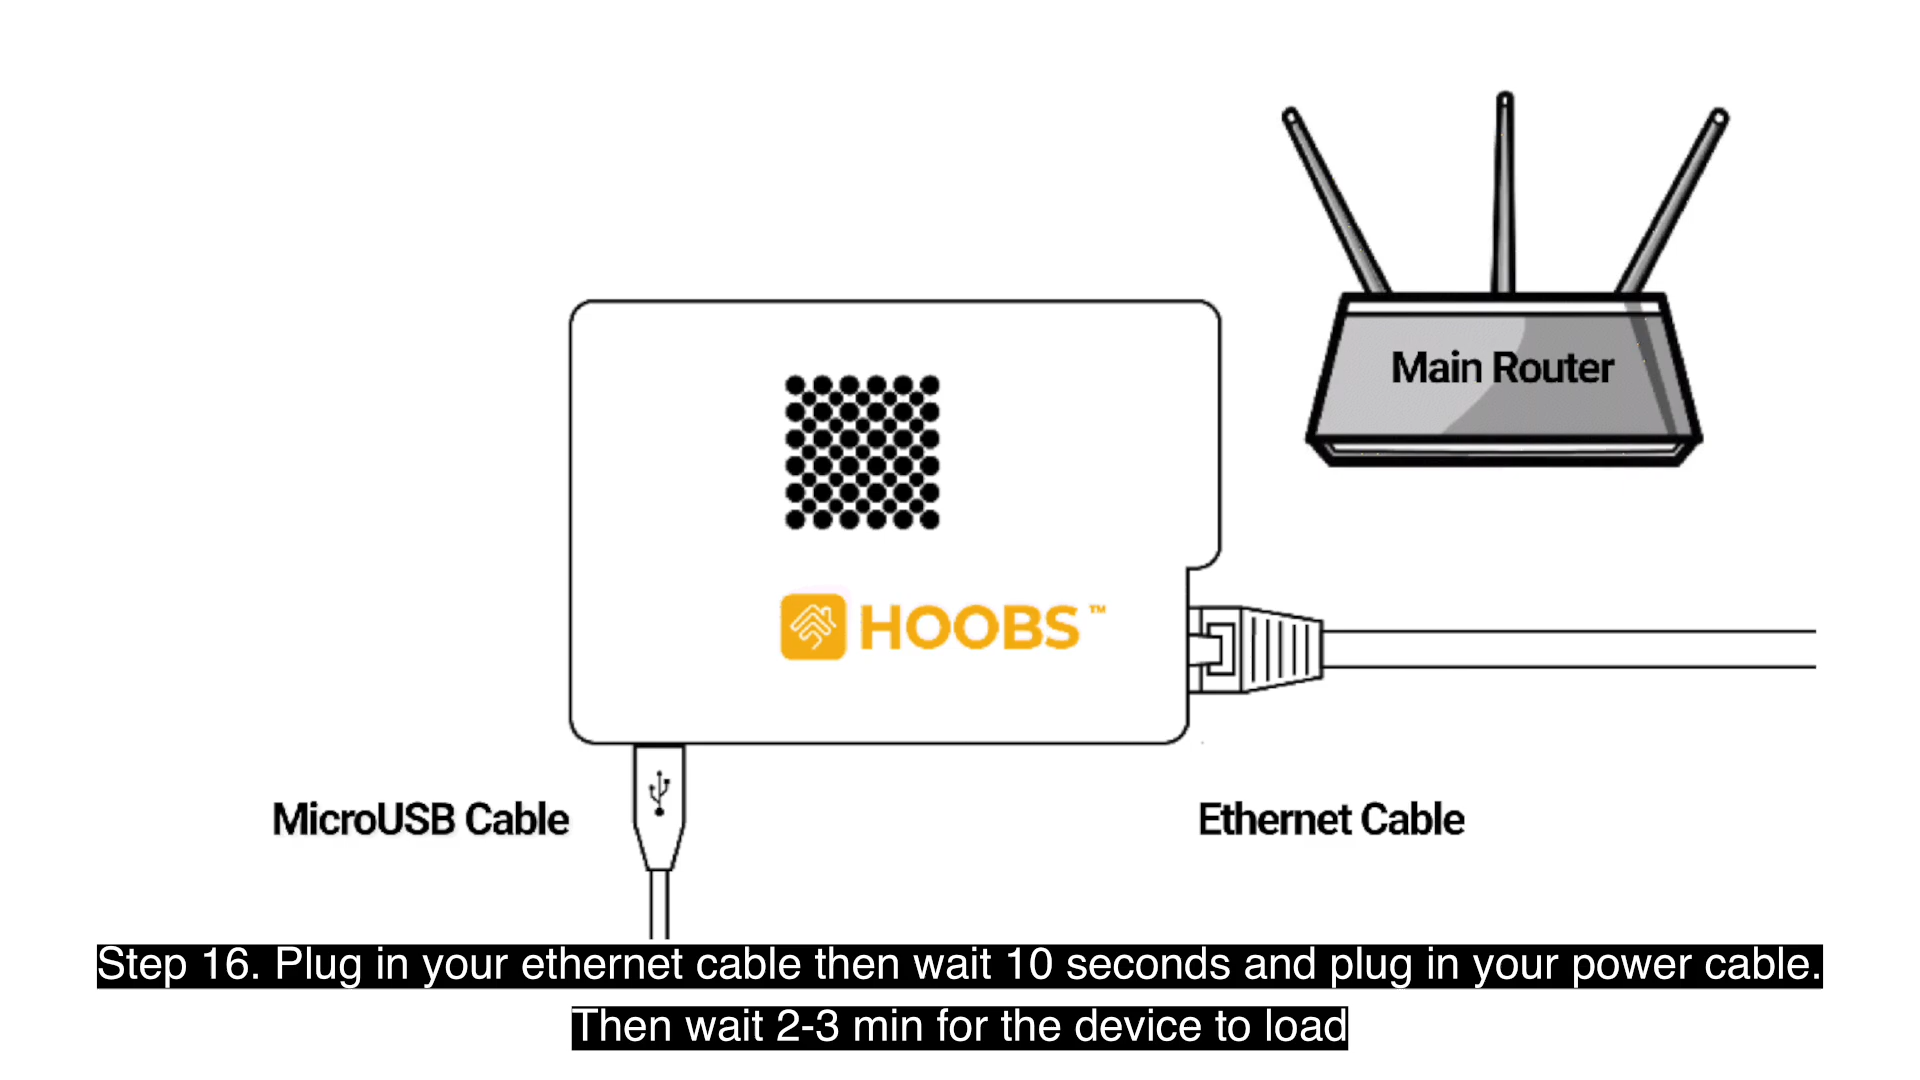 Main Router
HOOBS™
MicroUSB Cable
Ethernet Cable
Step 16. Plug in your ethernet cable then wait 10 seconds and plug in your power cable.
Then wait 2-3 min for the device to load